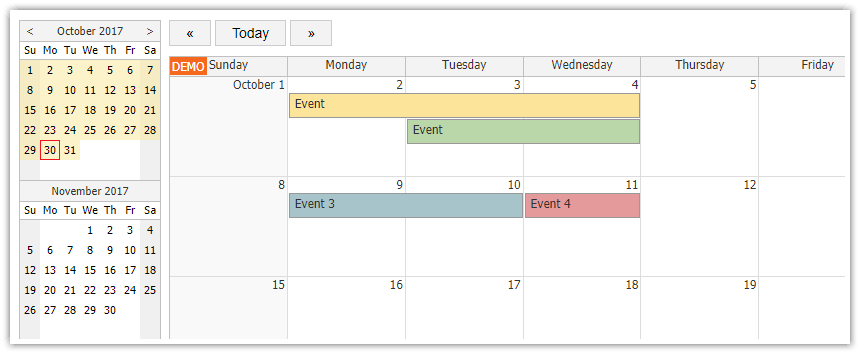 < October 2017 >
Su Mo Tu We Th Fr Sa
1 2 3 4 5 6 7
8 9 10 11 12 13 14
15 16 17 18 19 20 21
22 23 24 25 26 27 28
29 30 31
November 2017
Su Mo Tu We Th Fr Sa
1 2 3 4
5 6 7 8 9 10 11
12 13 14 15 16 17 18
19 20 21 22 23 24 25
26 27 28 29 30
« Today »
DEMO Sunday Monday Tuesday Wednesday Thursday Friday
October 1 2 3 4 5
Event
Event
8 9 10 11 12
Event 3 Event 4
15 16 17 18 19